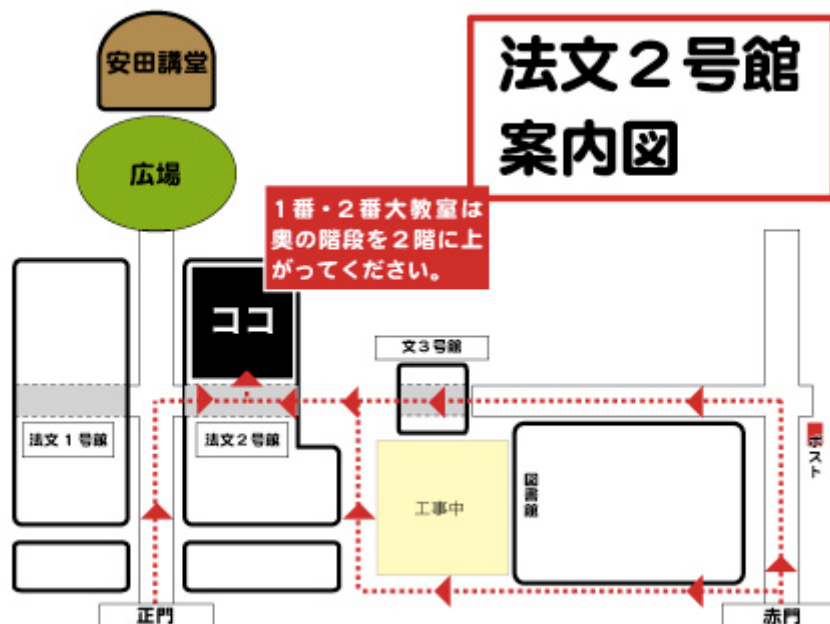 安田講堂
法文２号館
案内図
広場
１番・２番大教室は
奥の階段を２階に上
がってください。
ココ
文３号館
法文１号館
法文２号館
ポスト
図書館
工事中
正門
赤門